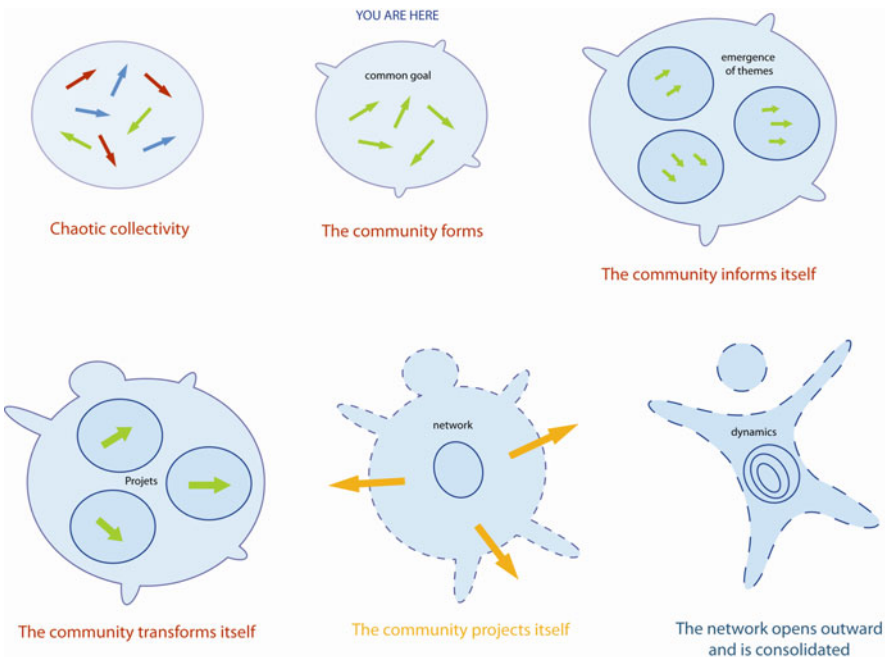 YOU ARE HERE
common goal
emergence
of themes
Chaotic collectivity
The community forms
The community informs itself
Projets
network
dynamics
The community transforms itself
The community projects itself
The network opens outward
and is consolidated